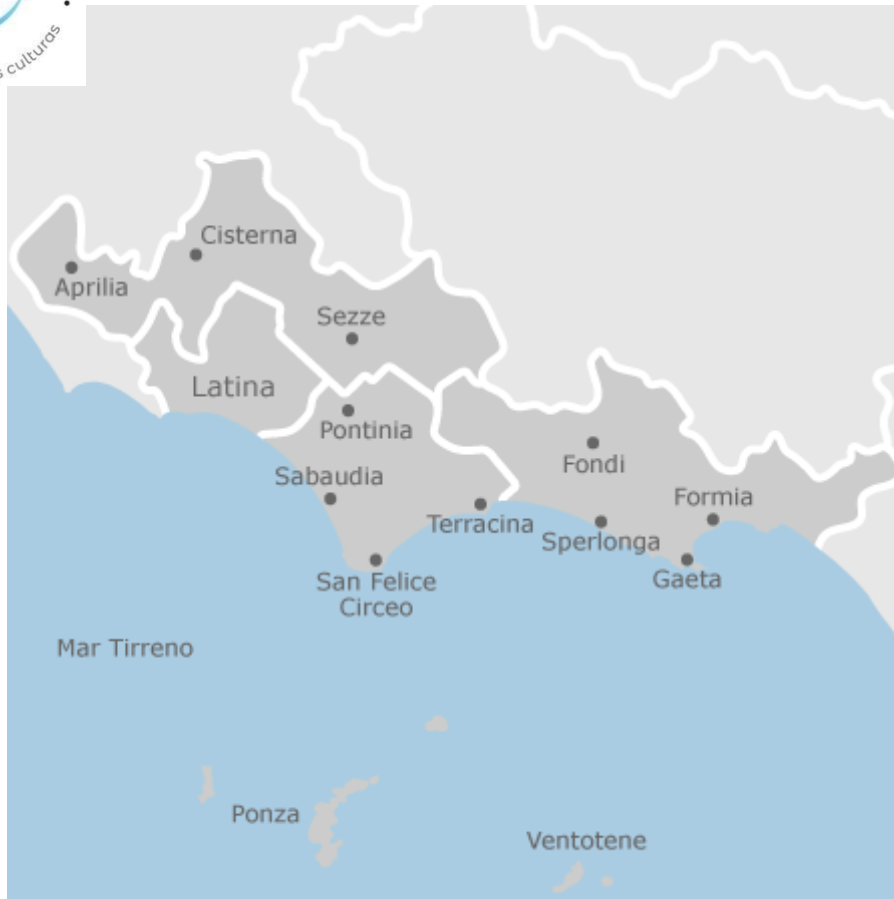 culturas
Cisterna
Aprilia
Sezze
Latina
Pontinia
Fondi
Sabaudia
Formia
Terracina
Sperlonga
San Felice
Circeo
Gaeta
Mar Tirreno
Ponza
Ventotene